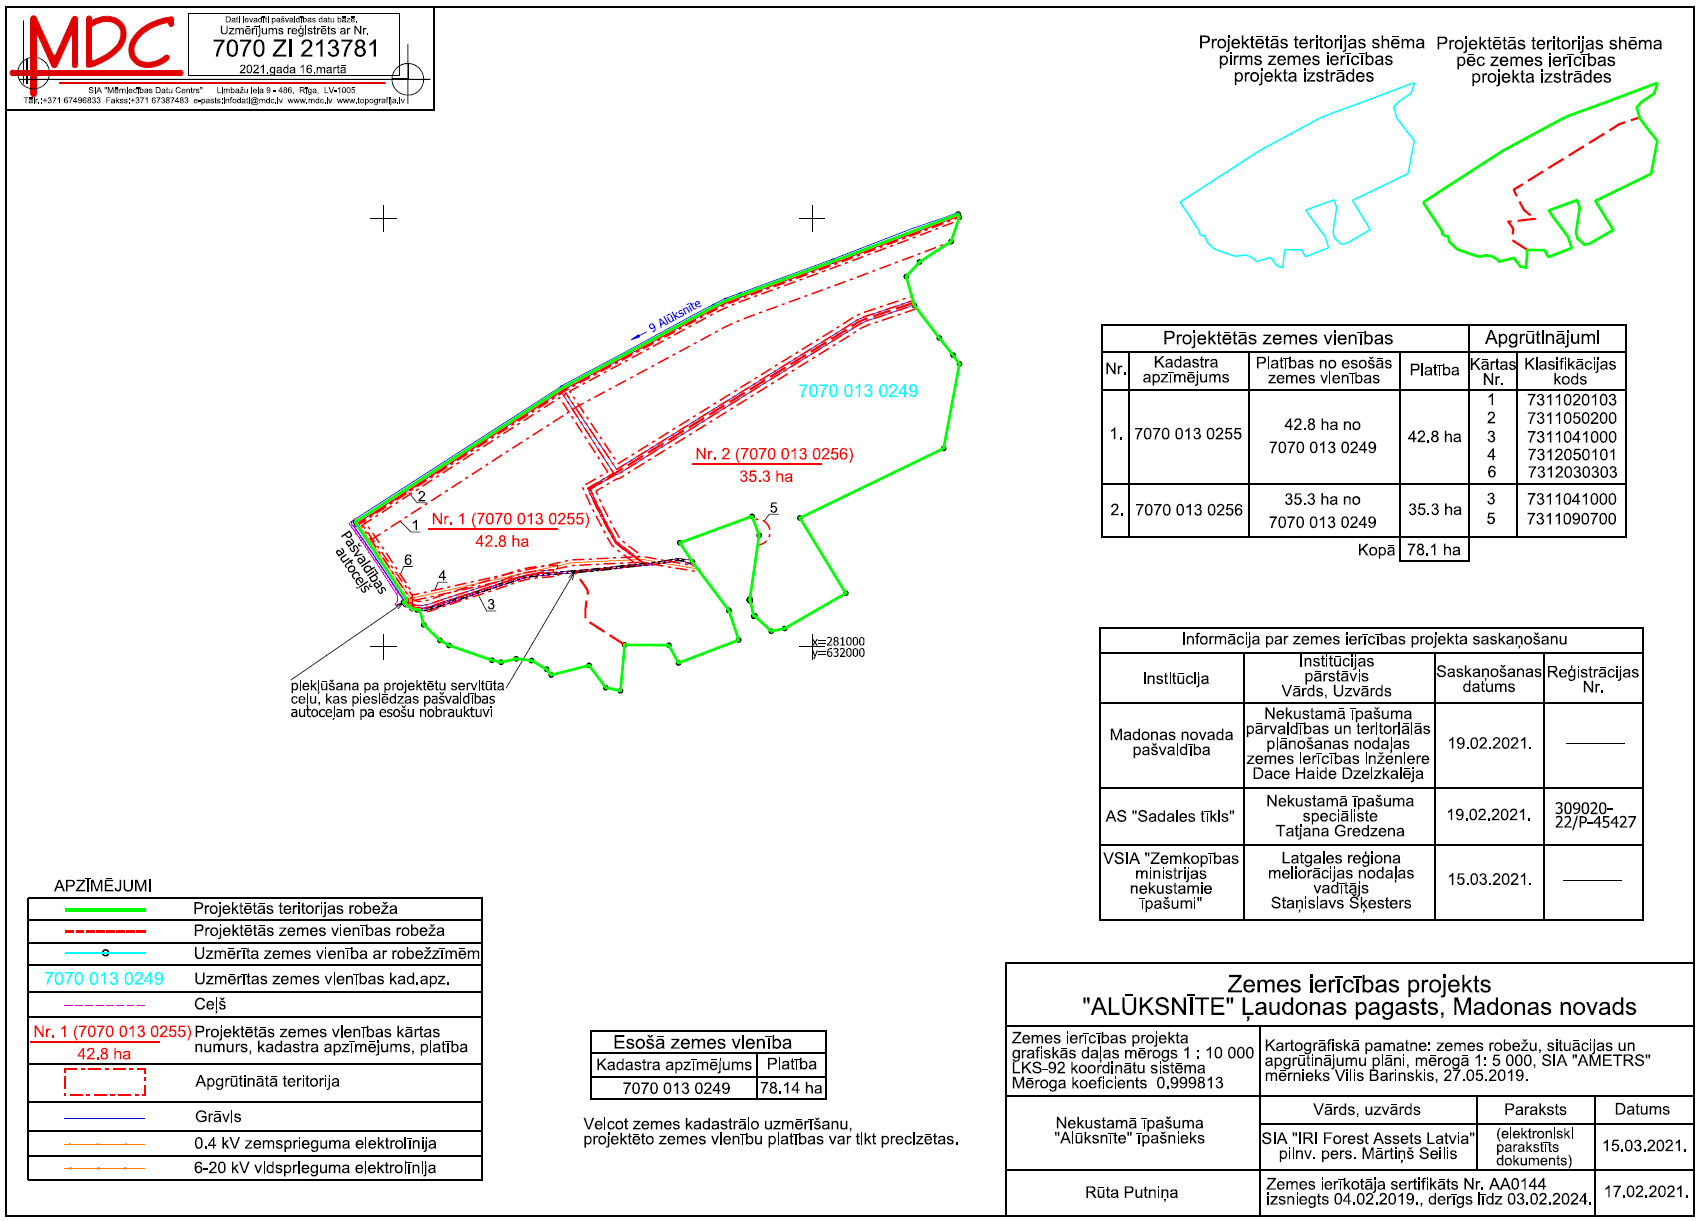 MDC
Dati ievadīti pašvaldības datu bāzē.
Uzmērījums reģistrēts ar Nr.
7070 ZI 213781
2021.gada 16.martā
SIA "Mērniecības Datu Centrs" Limbažu iela 9 - 486, Rīga, LV-1005
Tālr.:+371 67496833 Fakss:+371 67387483 e-pasts:infodati@mdc.lv www.mdc.lv www.topografija.lv
Projektētās teritorijas shēma
pirms zemes ierīcības
projekta izstrādes
Projektētās teritorijas shēma
pēc zemes ierīcības
projekta izstrādes
9 Alūksnīte
7070 013 0249
Nr. 2 (7070 013 0256)
35.3 ha
Nr. 1 (7070 013 0255)
42.8 ha
2
1
6
4
3
5
Pašvaldības
autoceļš
x=281000
y=632000
piekļūšana pa projektētu servitūta
ceļu, kas pieslēdzas pašvaldības
autoceļam pa esošu nobrauktuvi
Projektētās zemes vienības
Apgrūtinājumi
Nr.
Kadastra
apzīmējums
Platības no esošās
zemes vienības
Platība
Kārtas
Nr.
Klasifikācijas
kods
1. 7070 013 0255
42.8 ha no
7070 013 0249
42,8 ha
1 7311020103
2 7311050200
3 7311041000
4 7312050101
6 7312030303
2. 7070 013 0256
35.3 ha no
7070 013 0249
35.3 ha
3 7311041000
5 7311090700
Kopā 78.1 ha
Informācija par zemes ierīcības projekta saskaņošanu
Institūcija
Institūcijas
pārstāvis
Vārds, Uzvārds
Saskaņošanas
datums
Reģistrācijas
Nr.
Madonas novada
pašvaldība
Nekustamā īpašuma
pārvaldības un teritoriālās
plānošanas nodaļas
zemes ierīcības inženiere
Dace Haide Dzelzkalēja
19.02.2021.
AS "Sadales tīkls"
Nekustamā īpašuma
speciāliste
Tatjana Gredzena
19.02.2021.
309020-
22/P-45427
VSIA "Zemkopības
ministrijas
nekustamie
īpašumi"
Latgales reģiona
meliorācijas nodaļas
vadītājs
Staņislavs Šķesters
15.03.2021.
APZĪMĒJUMI
Projektētās teritorijas robeža
Projektētās zemes vienības robeža
Uzmērīta zemes vienība ar robežzīmēm
7070 013 0249 Uzmērītas zemes vienības kad.apz.
Ceļš
Nr. 1 (7070 013 0255)
42.8 ha
Projektētās zemes vienības kārtas
numurs, kadastra apzīmējums, platība
Apgrūtinātā teritorija
Grāvis
0.4 kV zemsprieguma elektrolīnija
6-20 kV vidsprieguma elektrolīnija
Esošā zemes vienība
Kadastra apzīmējums Platība
7070 013 0249 78.14 ha
Veicot zemes kadastrālo uzmērīšanu,
projektēto zemes vienību platības var tikt precizētas.
Zemes ierīcības projekts
"ALŪKSNĪTE" Ļaudonas pagasts, Madonas novads
Zemes ierīcības projekta
grafiskās daļas mērogs 1 : 10 000
LKS-92 koordinātu sistēma
Mēroga koeficients 0.999813
Kartogrāfiskā pamatne: zemes robežu, situācijas un
apgrūtinājumu plāni, mērogā 1: 5 000, SIA "AMETRS"
mērnieks Vilis Barinskis, 27.05.2019.
Nekustamā īpašuma
"Alūksnīte" īpašnieks
Vārds, uzvārds Paraksts Datums
SIA "IRI Forest Assets Latvia"
pilnv. pers. Mārtiņš Seilis
(elektroniski
parakstīts
dokuments)
15.03.2021.
Rūta Putniņa
Zemes ierīkotāja sertifikāts Nr. AA0144
izsniegts 04.02.2019., derīgs līdz 03.02.2024.
17.02.2021.